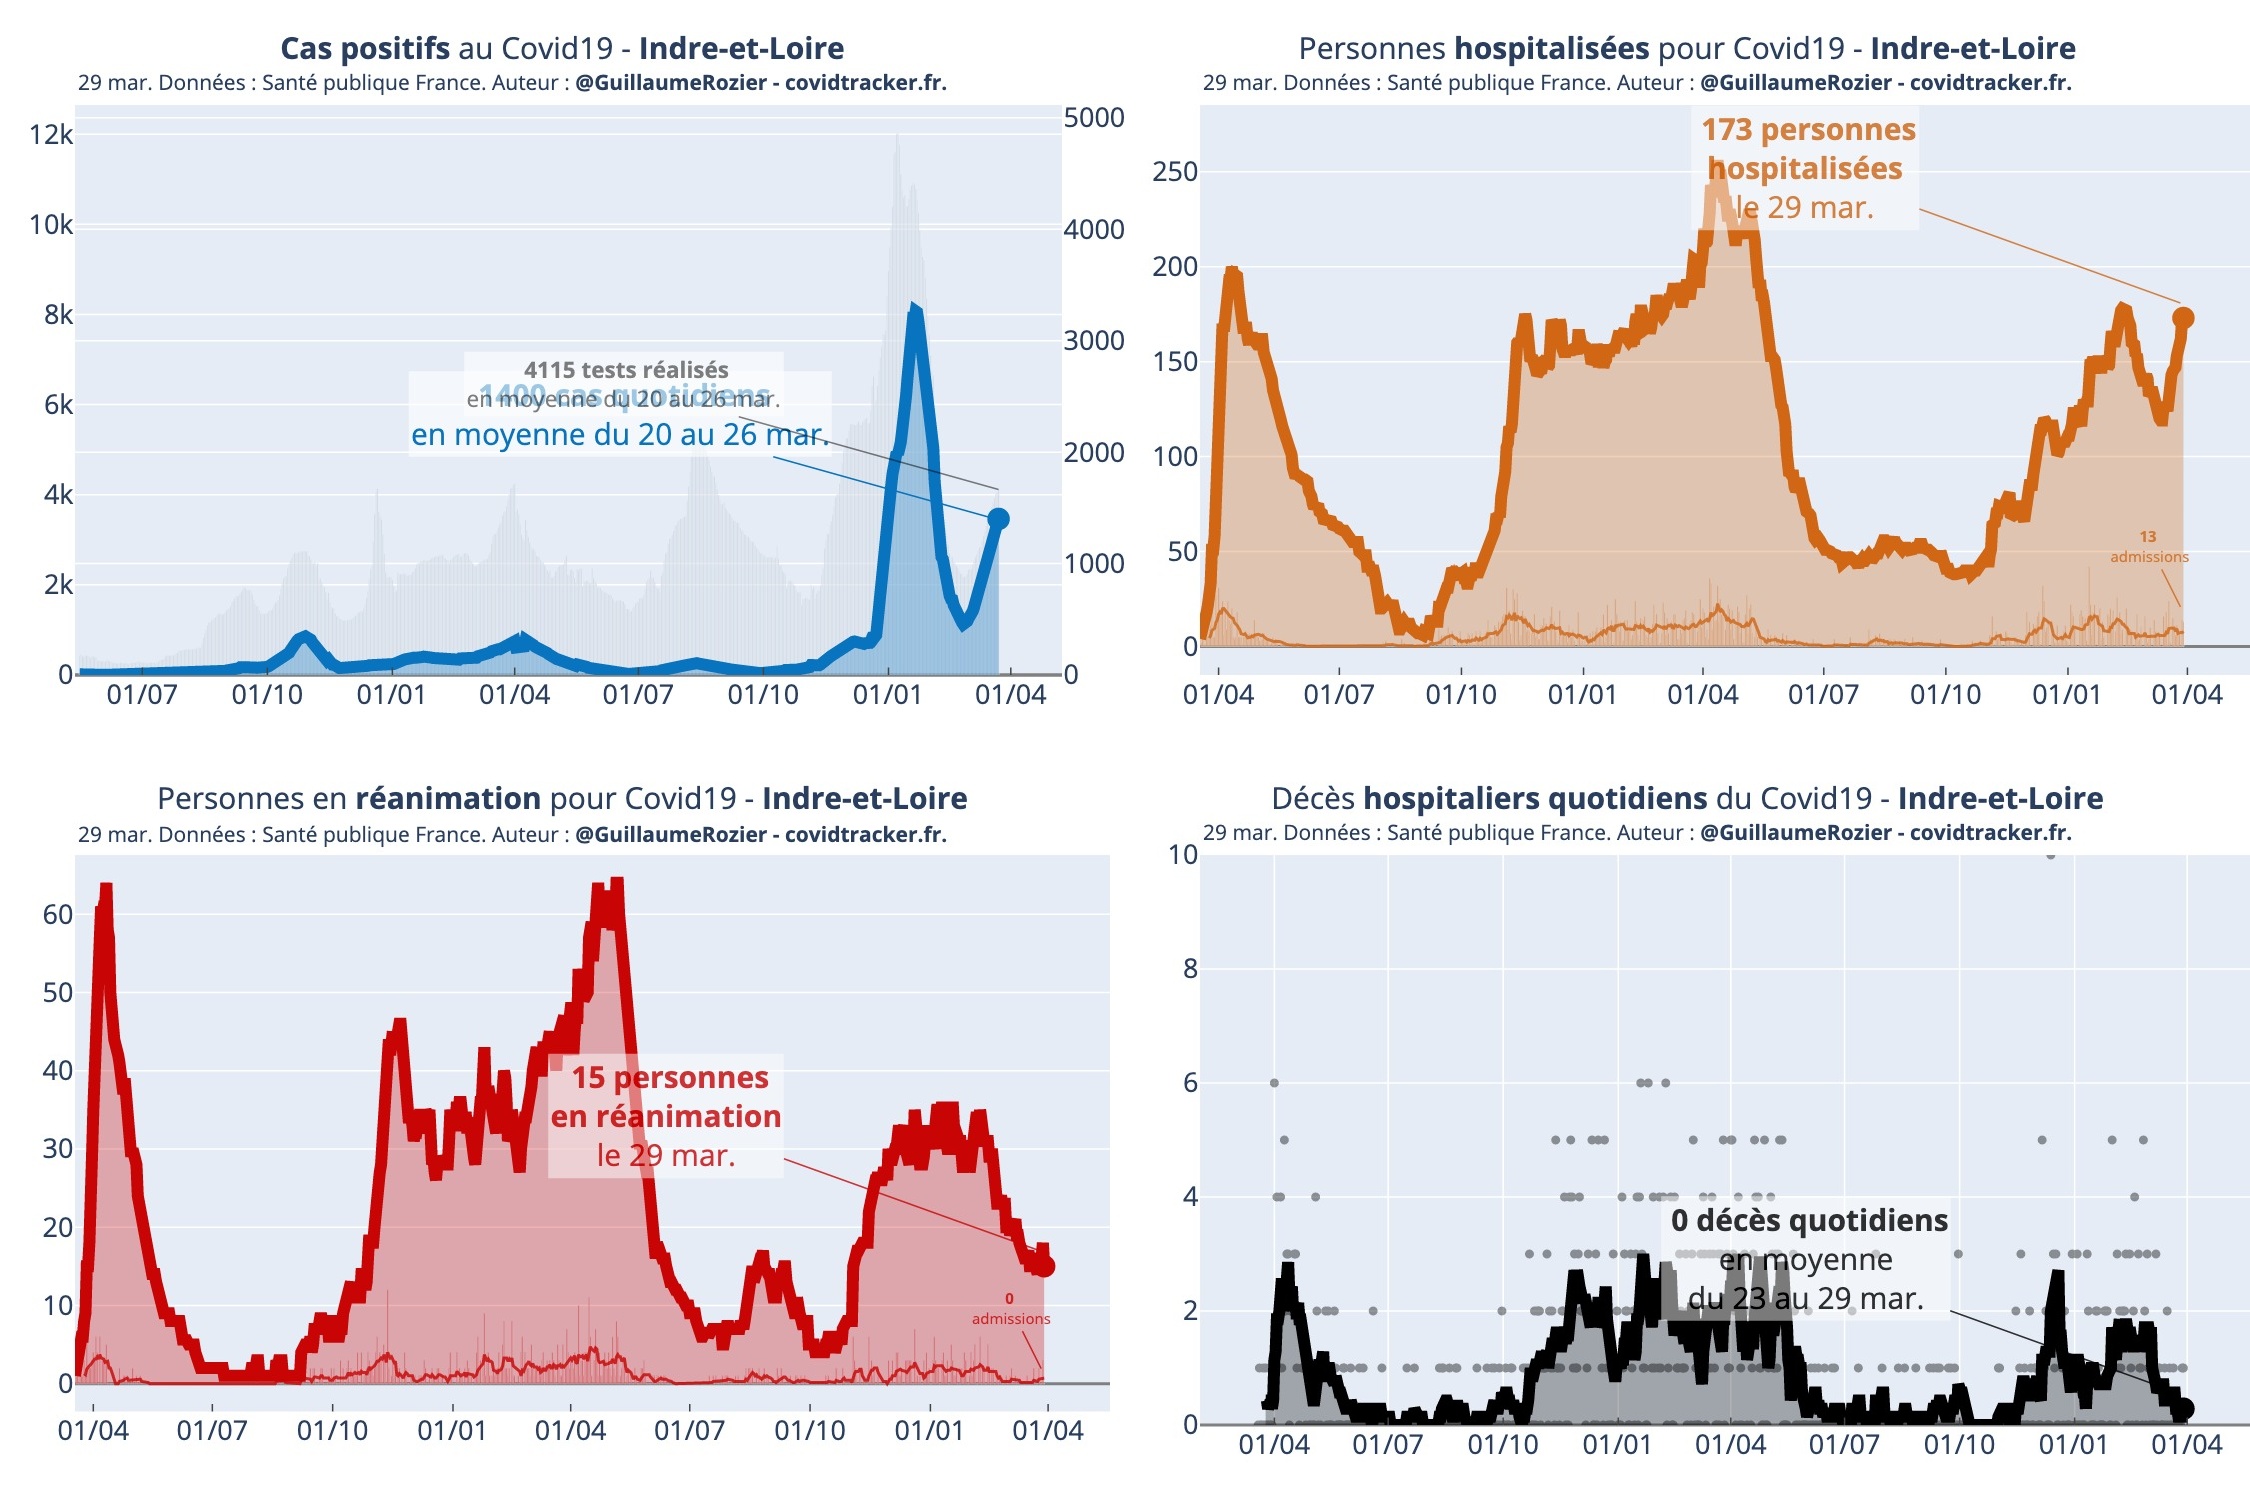 Cas positifs au Covid19 - Indre-et-Loire
29 mar. Données : Santé publique France. Auteur : @GuillaumeRozier - covidtracker.fr.
12k
10k
8k
6k
4k
2k
0
5000
4000
3000
2000
1000
0
4115 tests réalisés
1400 cas quotidiens
en moyenne du 20 au 26 mar.
en moyenne du 20 au 26 mar.
01/07 01/10 01/01 01/04 01/07 01/10 01/01 01/04
Personnes hospitalisées pour Covid19 - Indre-et-Loire
29 mar. Données : Santé publique France. Auteur : @GuillaumeRozier - covidtracker.fr.
250
200
150
100
50
0
173 personnes
hospitalisées
le 29 mar.
13
admissions
01/04 01/07 01/10 01/01 01/04 01/07 01/10 01/01 01/04
Personnes en réanimation pour Covid19 - Indre-et-Loire
29 mar. Données : Santé publique France. Auteur : @GuillaumeRozier - covidtracker.fr.
60
50
40
30
20
10
0
15 personnes
en réanimation
le 29 mar.
0
admissions
01/04 01/07 01/10 01/01 01/04 01/07 01/10 01/01 01/04
Décès hospitaliers quotidiens du Covid19 - Indre-et-Loire
29 mar. Données : Santé publique France. Auteur : @GuillaumeRozier - covidtracker.fr.
10
8
6
4
2
0
0 décès quotidiens
en moyenne
du 23 au 29 mar.
01/04 01/07 01/10 01/01 01/04 01/07 01/10 01/01 01/04